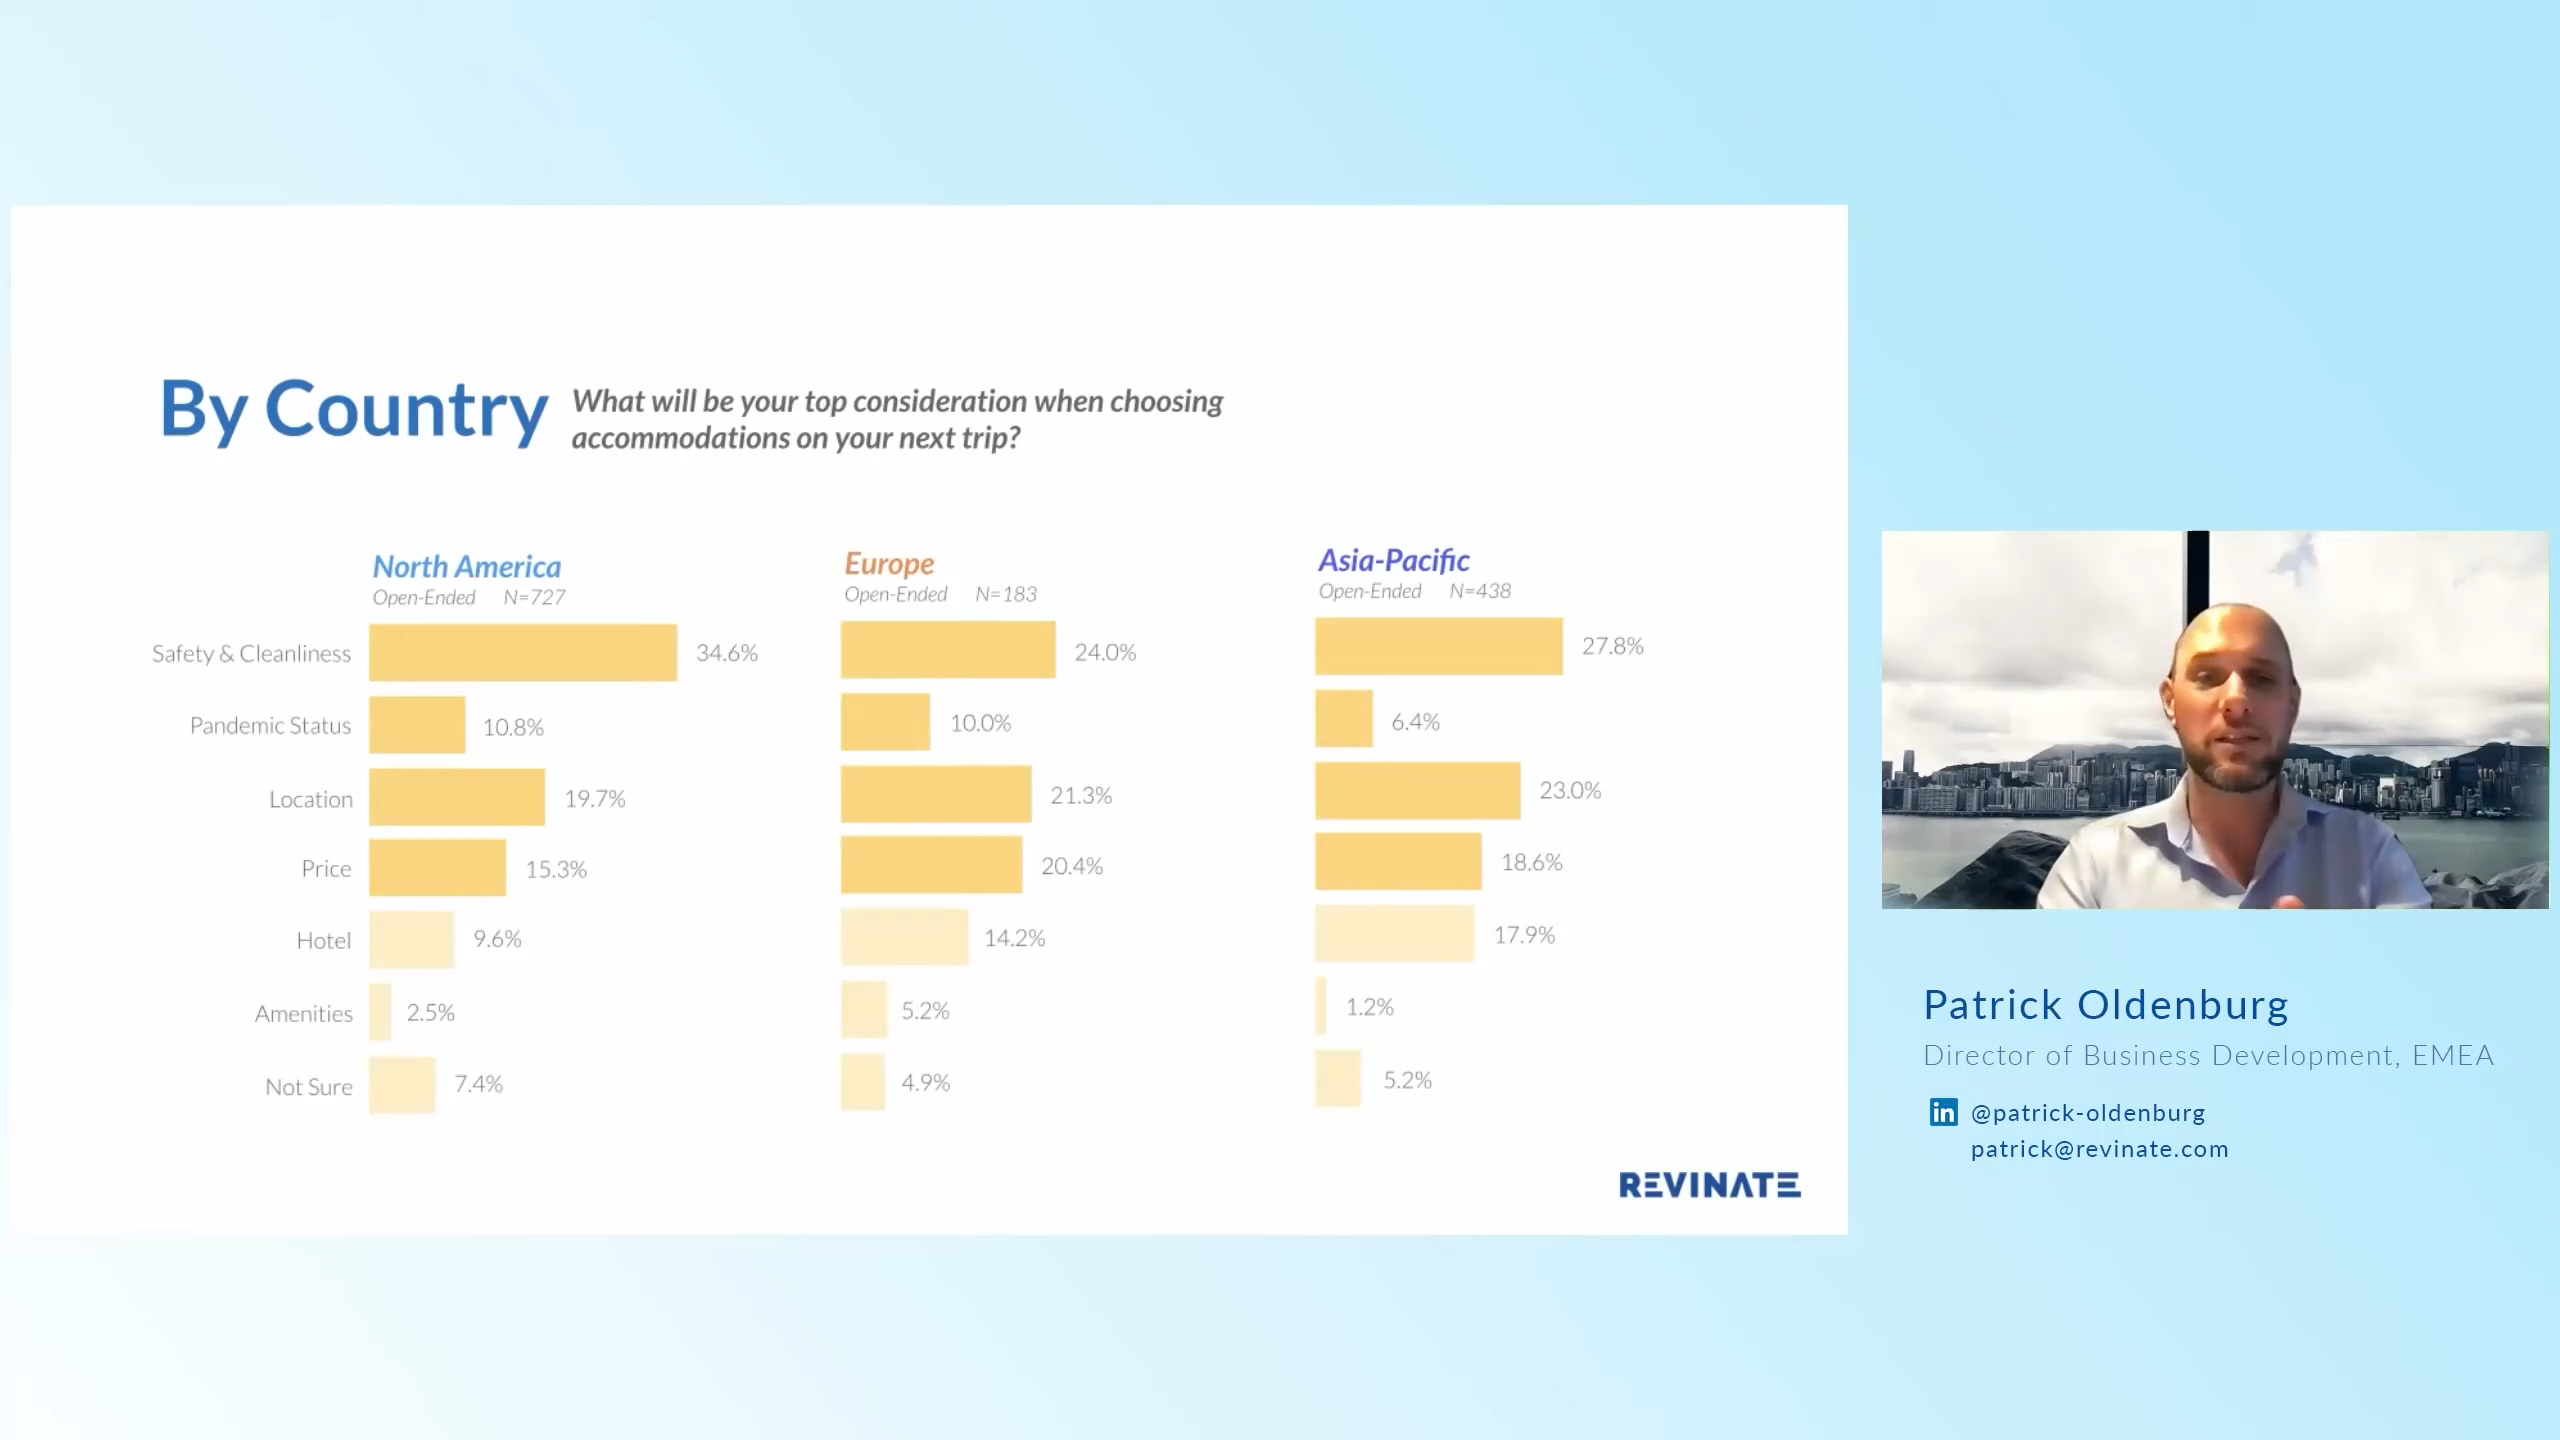 By Country
What will be your top consideration when choosing
accommodations on your next trip?
North America
Open-Ended N=727
Europe
Open-Ended N=183
Asia-Pacific
Open-Ended N=438
Safety & Cleanliness 34.6% 24.0% 27.8%
Pandemic Status 10.8% 10.0% 6.4%
Location 19.7% 21.3% 23.0%
Price 15.3% 20.4% 18.6%
Hotel 9.6% 14.2% 17.9%
Amenities 2.5% 5.2% 1.2%
Not Sure 7.4% 4.9% 5.2%
REVINATE
Patrick Oldenburg
Director of Business Development, EMEA
in @patrick-oldenburg
patrick@revinate.com